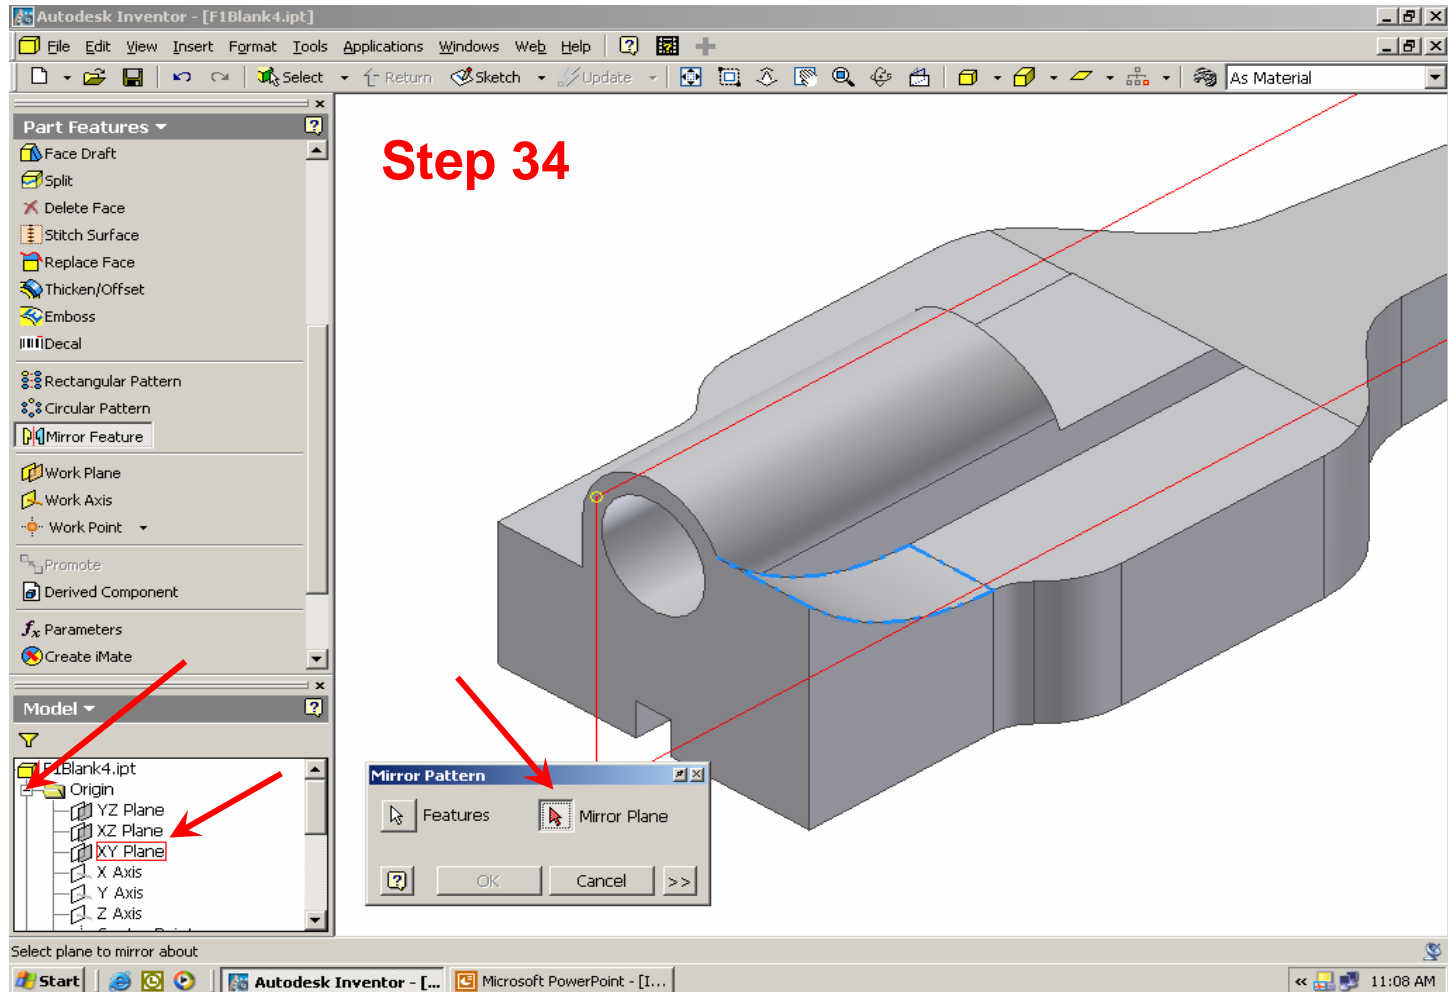 Autodesk Inventor - [F1Blank4.ipt]
File Edit View Insert Format Tools Applications Windows Web Help
Select Return Sketch Update As Material
Part Features
Face Draft
Split
Delete Face
Stitch Surface
Replace Face
Thicken/Offset
Emboss
Decal
Rectangular Pattern
Circular Pattern
Mirror Feature
Work Plane
Work Axis
Work Point
Promote
Derived Component
fx Parameters
Create iMate
Step 34
Model
F1Blank4.ipt
Origin
YZ Plane
XZ Plane
XY Plane
X Axis
Y Axis
Z Axis
Mirror Pattern
Features Mirror Plane
OK Cancel >>
Select plane to mirror about
Start Autodesk Inventor - [... Microsoft PowerPoint - [I... « 11:08 AM